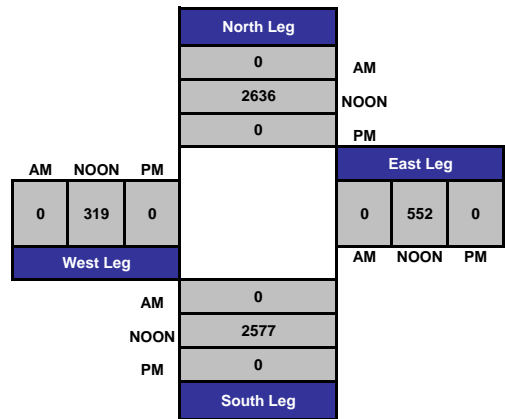 North Leg
0 AM
2636 NOON
0 PM
AM NOON PM East Leg
0 319 0 0 552 0
West Leg AM NOON PM
AM 0
NOON 2577
PM 0
South Leg